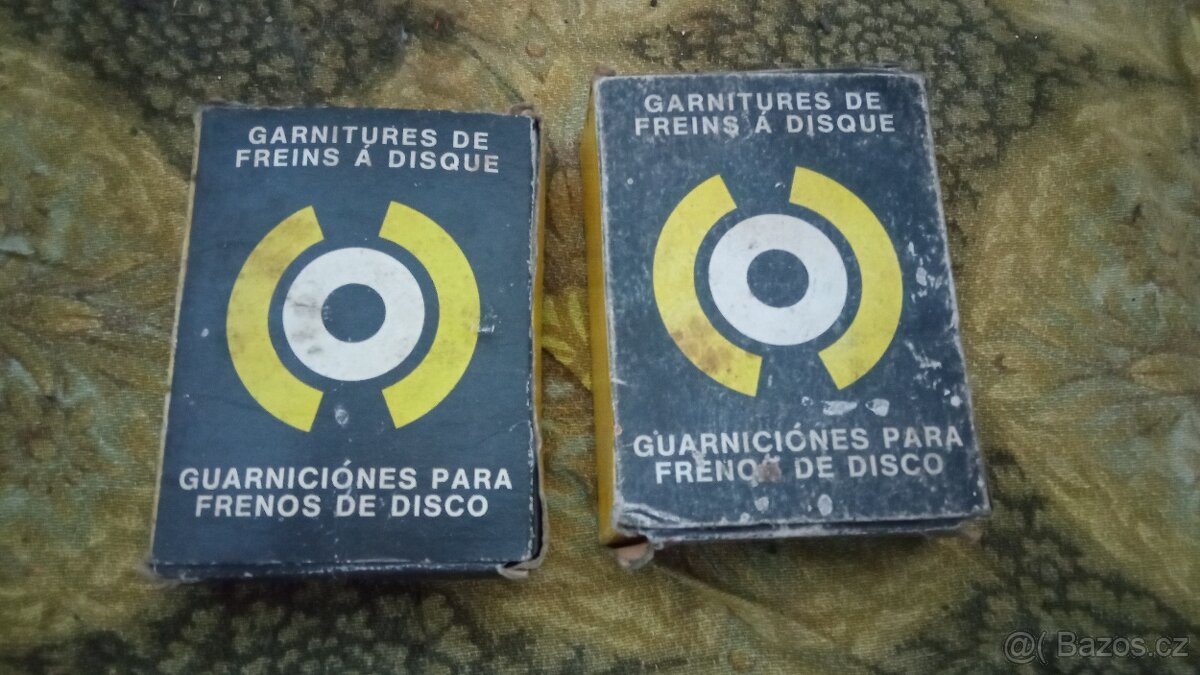 GARNITURES DE
FREINS Á DISQUE
GUARNICIÓNES PARA
FRENOS DE DISCO
GARNITURES DE
FREINS Á DISQUE
GUARNICIÓNES PARA
FRENOS DE DISCO
@( Bazos.cz